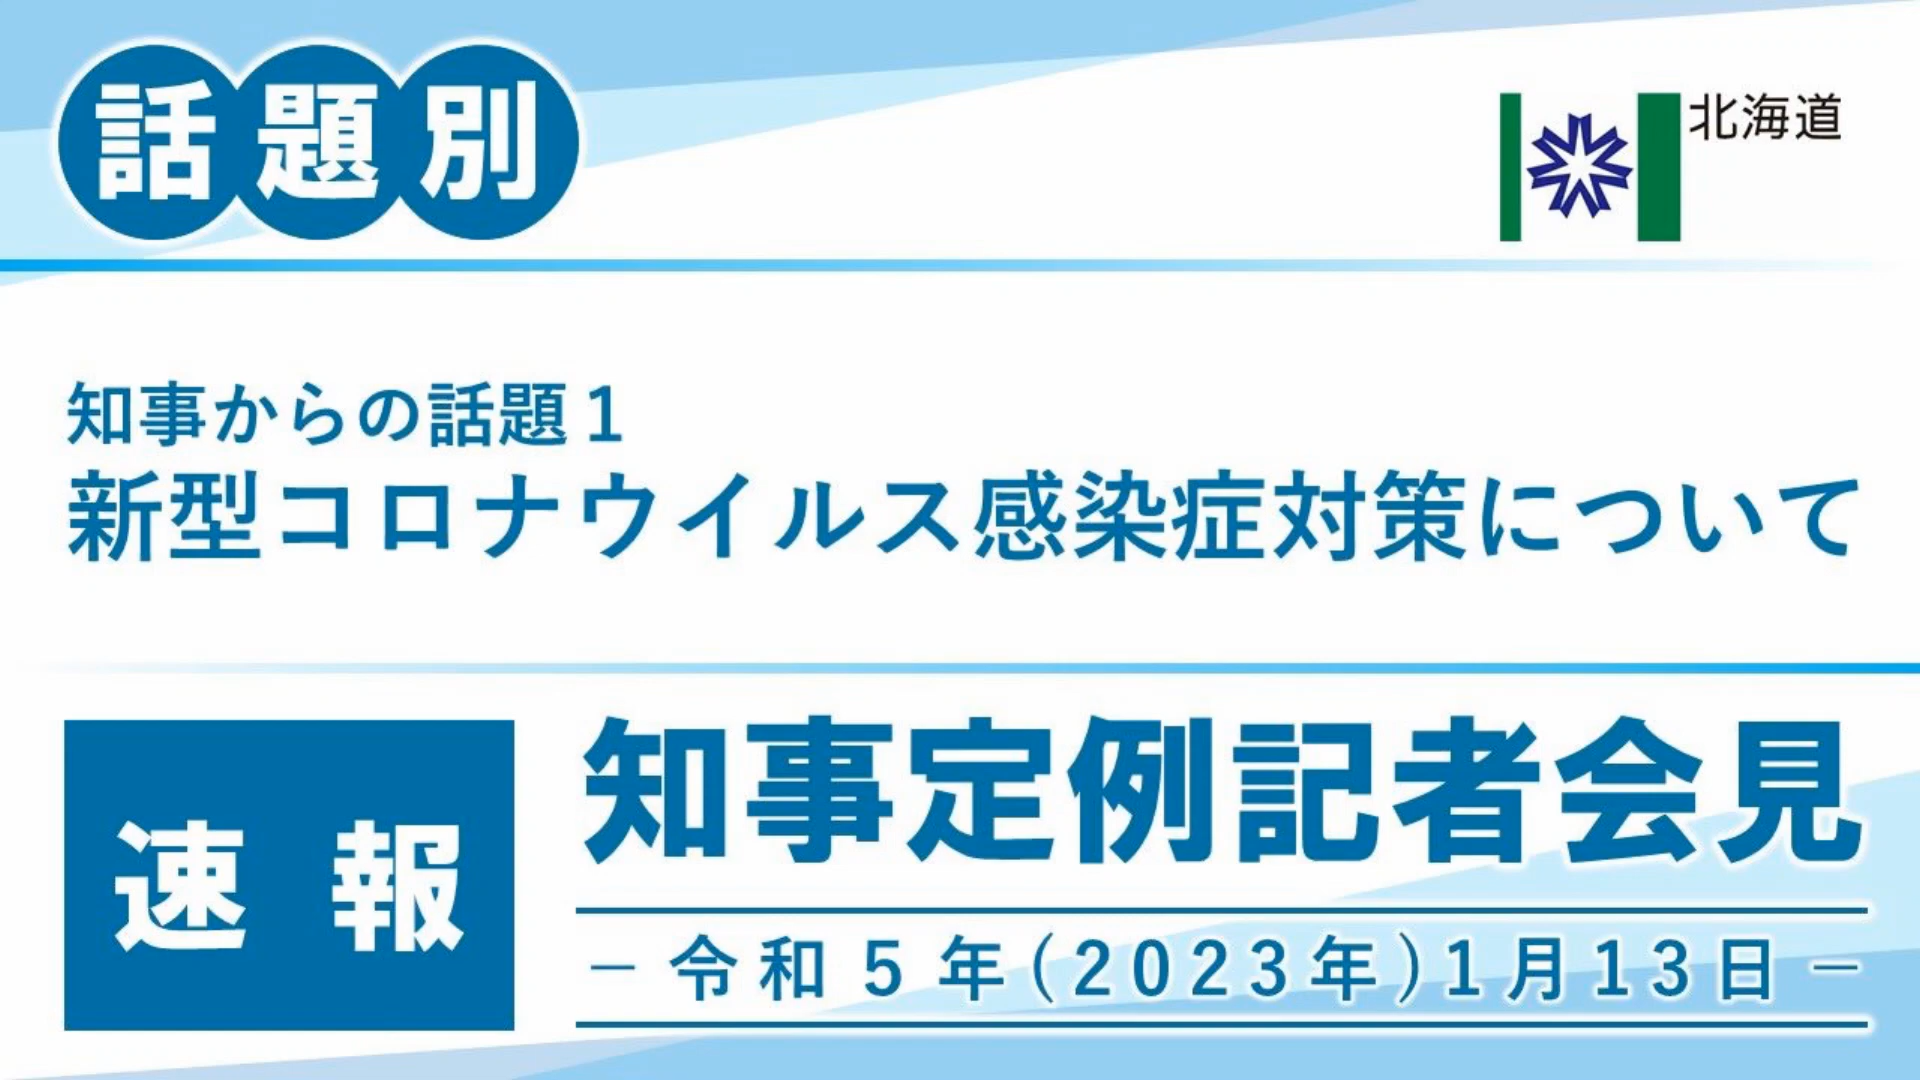 話題別
北海道
知事からの話題1
新型コロナウイルス感染症対策について
速報
知事定例記者会見
－令和5年(2023年)1月13日－